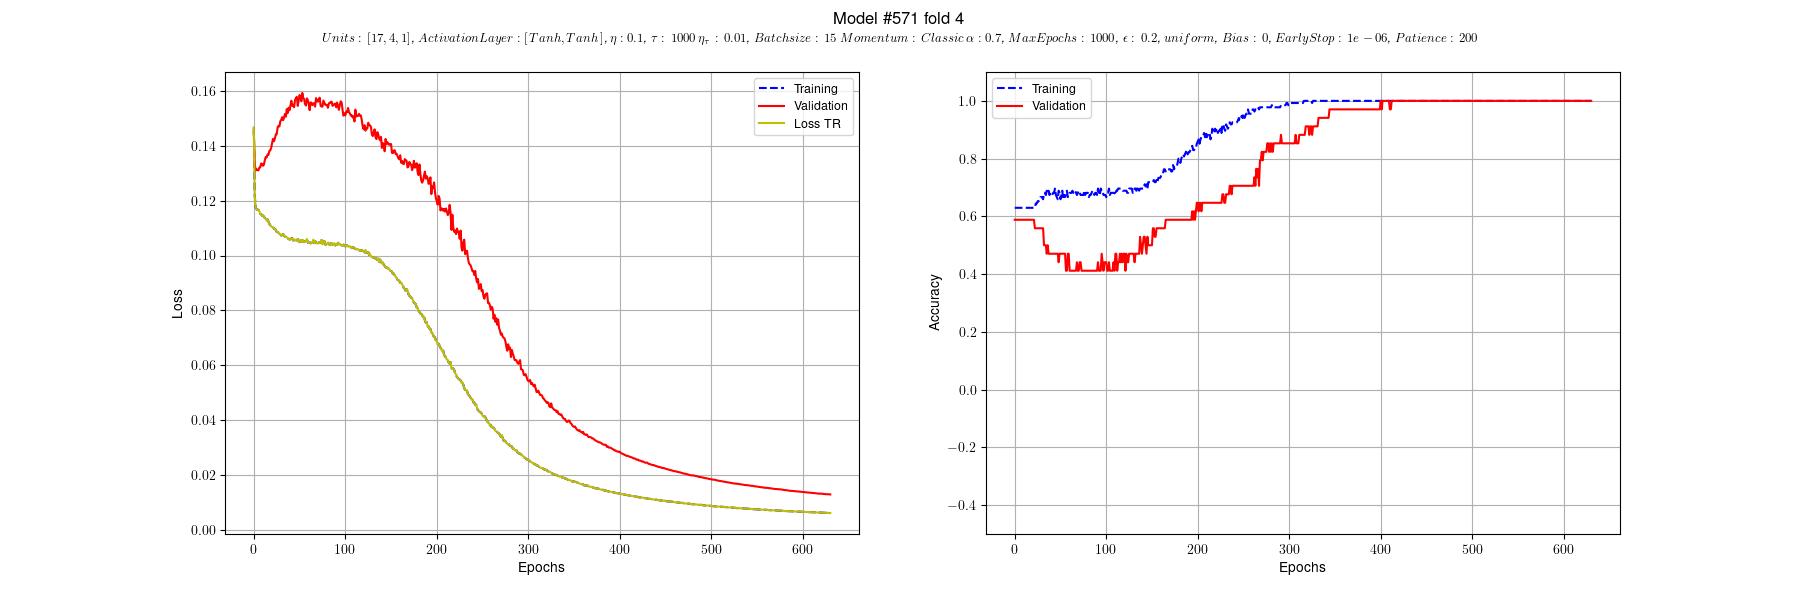 Model #571 fold 4
Units : [17, 4, 1], ActivationLayer : [Tanh, Tanh], η : 0.1, τ : 1000 ητ : 0.01, Batchsize : 15 Momentum : Classic α : 0.7, MaxEpochs : 1000, ϵ : 0.2, uniform, Bias : 0, EarlyStop : 1e − 06, Patience : 200
Training
Validation
Loss TR
0.16
0.14
0.12
0.10
0.08
0.06
0.04
0.02
0.00
Loss
0 100 200 300 400 500 600
Epochs
Training
Validation
1.0
0.8
0.6
0.4
0.2
0.0
−0.2
−0.4
Accuracy
0 100 200 300 400 500 600
Epochs